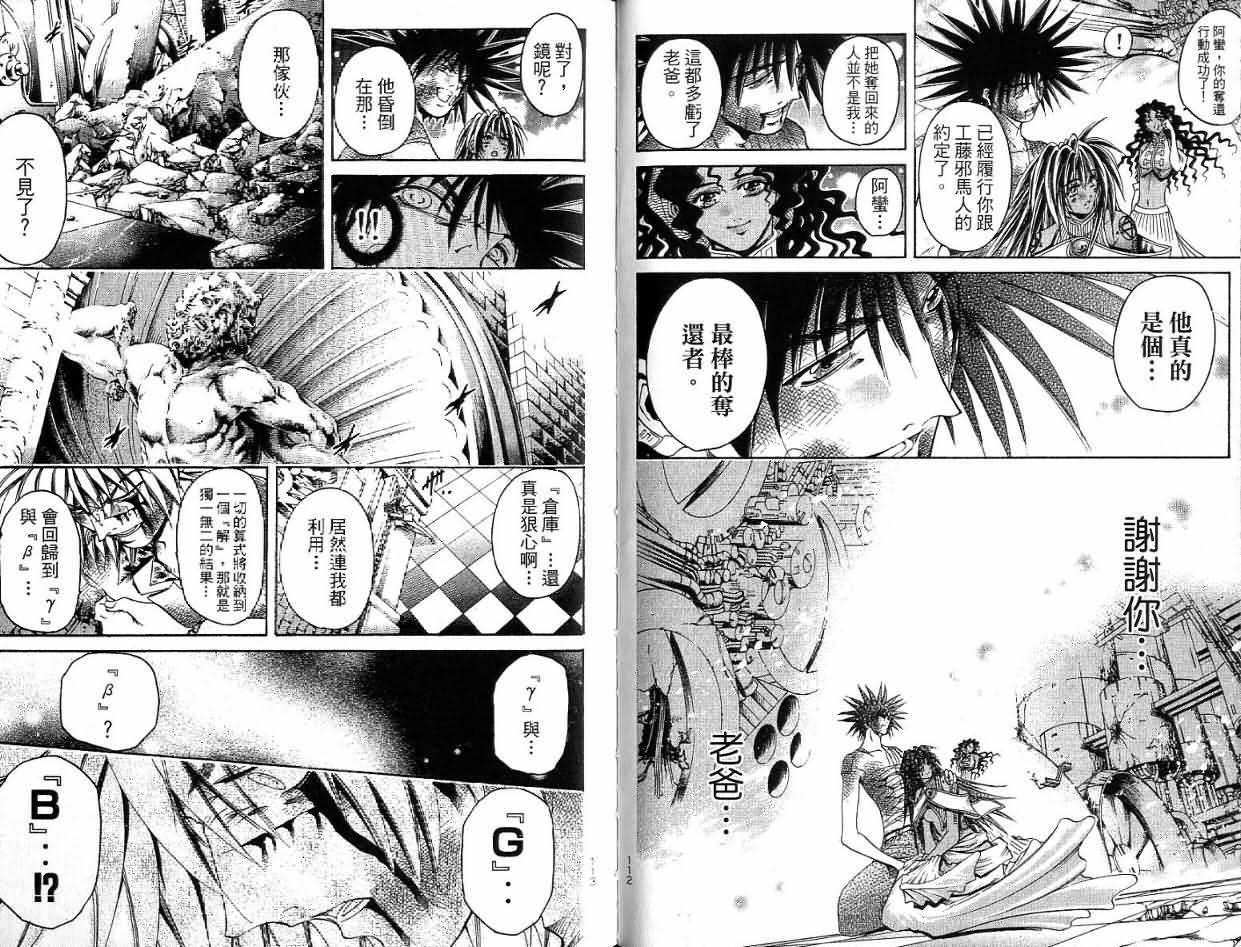 阿蠻，你的奪還
行動成功了！
！
已經履行你跟
工藤邪馬人的
約定了。
把她奪回來的
人並不是我…
這都多虧了
老爸。
阿蠻…
他真的
是個…
最棒的奪
還者。
謝謝你…
老爸…
112
對了，
鏡呢？
他昏倒
在那…
!!
那傢伙…
不見了？
『倉庫』…還
真是狠心啊…
居然連我都
利用…
一切的算式將收納到
一個『解』，那就是
獨一無二的結果…
會回歸到『γ』
與『β』…
『γ』與…
『β』？
『G』‥
『B』‥!?
113